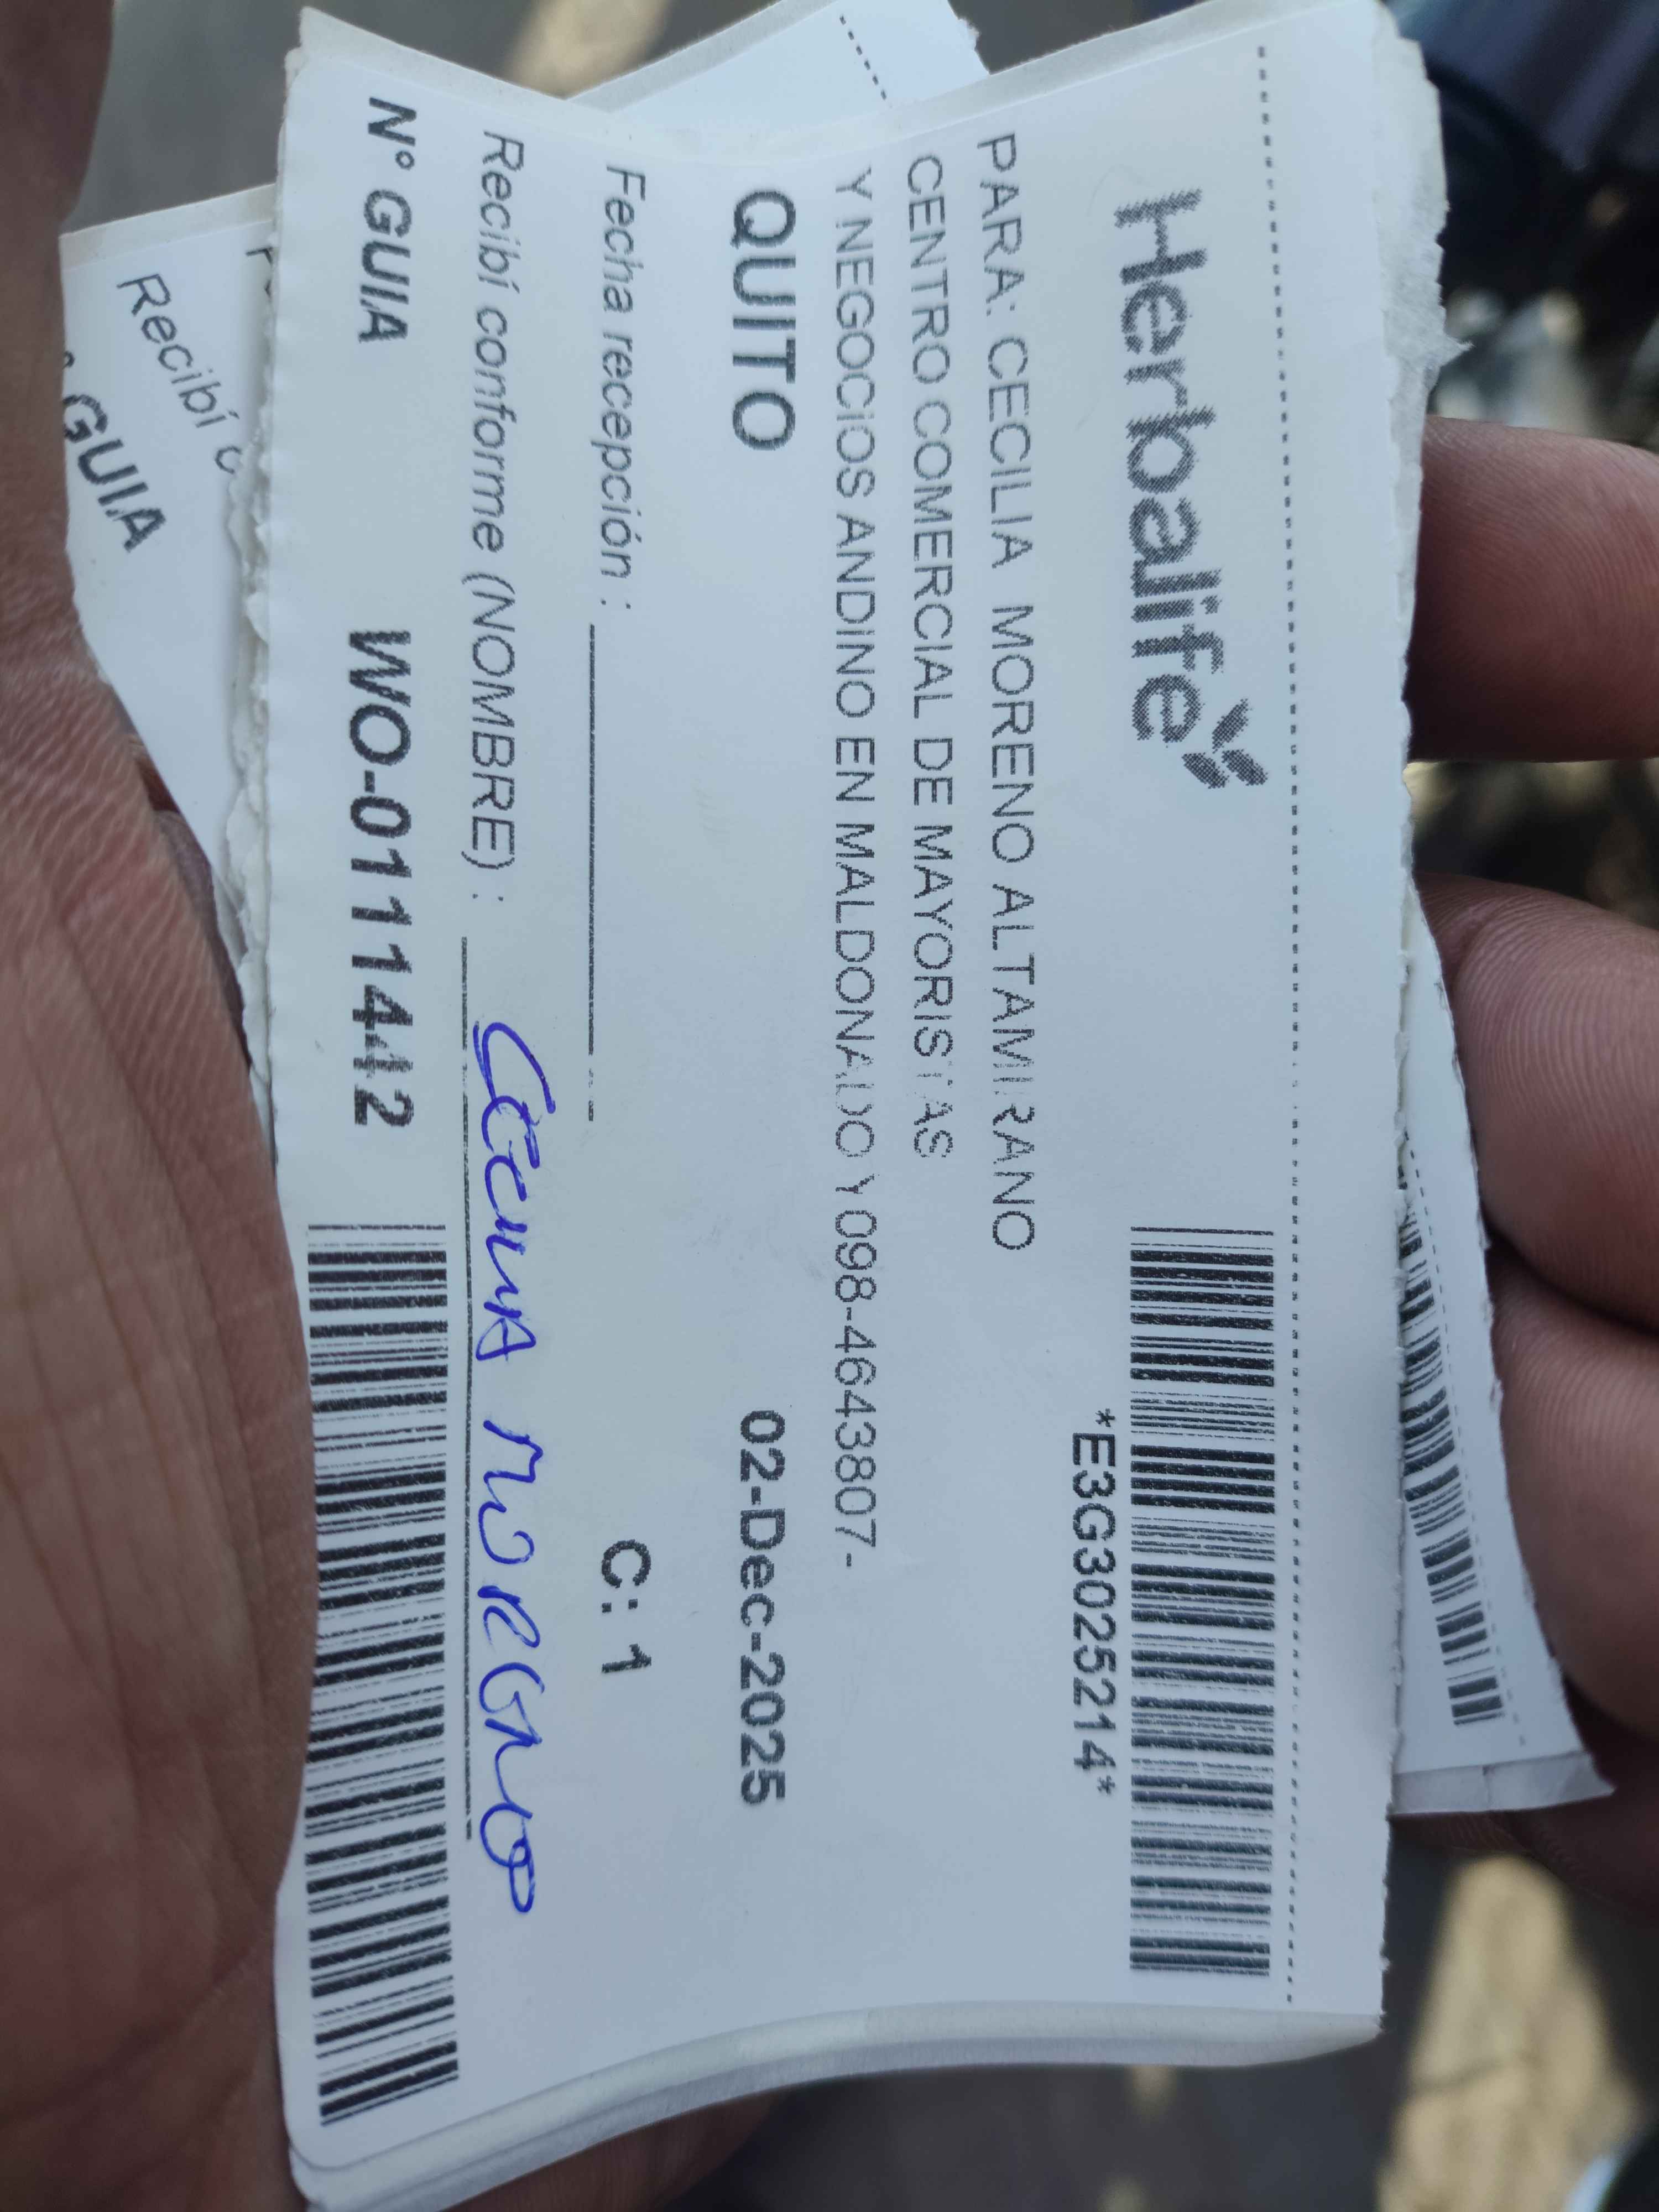 Herbalife
*E3G3025214*
PARA: CECILIA MORENO ALTAMIRANO
CENTRO COMERCIAL DE MAYORISTAS
Y NEGOCIOS ANDINO EN MALDONADO Y 098-4643807-
QUITO 02-Dec-2025
Fecha recepción : C: 1
Recibí conforme (NOMBRE) : CECILIA MORENO
Nº GUIA WO-0111442
Recibí
GUIA